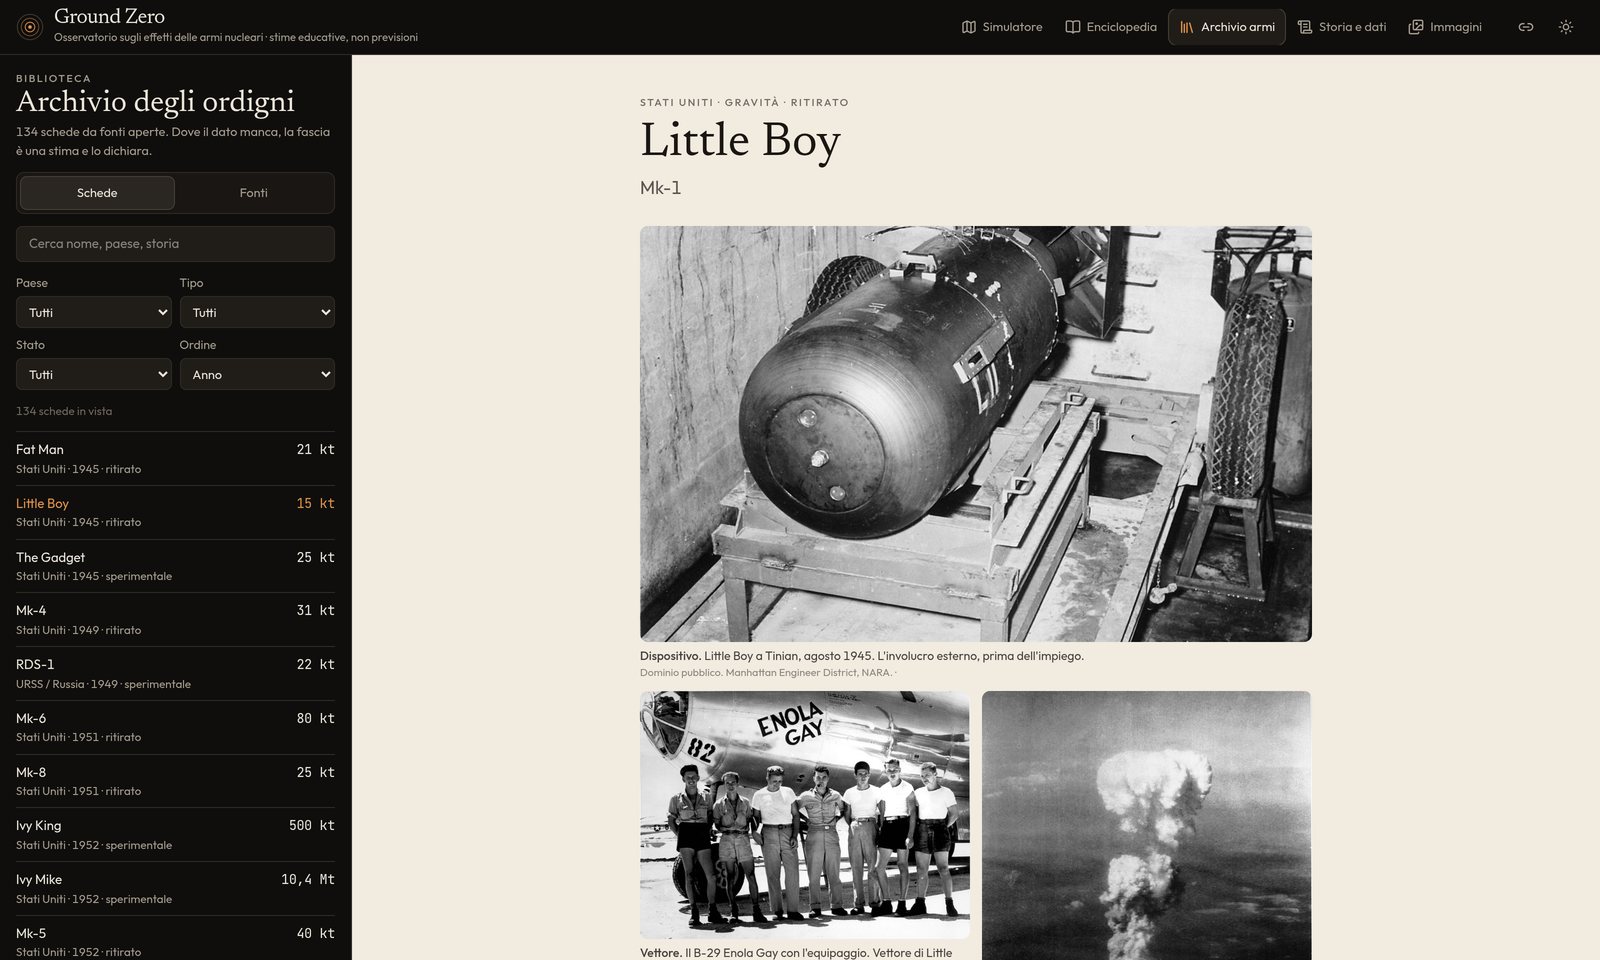 Ground Zero
Osservatorio sugli effetti delle armi nucleari · stime educative, non previsioni
Simulatore
Enciclopedia
Archivio armi
Storia e dati
Immagini
BIBLIOTECA
Archivio degli ordigni
134 schede da fonti aperte. Dove il dato manca, la fascia
è una stima e lo dichiara.
Schede
Fonti
Cerca nome, paese, storia
Paese
Tipo
Tutti
Tutti
Stato
Ordine
Tutti
Anno
134 schede in vista
Fat Man
21 kt
Stati Uniti · 1945 · ritirato
Little Boy
15 kt
Stati Uniti · 1945 · ritirato
The Gadget
25 kt
Stati Uniti · 1945 · sperimentale
Mk-4
31 kt
Stati Uniti · 1949 · ritirato
RDS-1
22 kt
URSS / Russia · 1949 · sperimentale
Mk-6
80 kt
Stati Uniti · 1951 · ritirato
Mk-8
25 kt
Stati Uniti · 1951 · ritirato
Ivy King
500 kt
Stati Uniti · 1952 · sperimentale
Ivy Mike
10,4 Mt
Stati Uniti · 1952 · sperimentale
Mk-5
40 kt
Stati Uniti · 1952 · ritirato
STATI UNITI · GRAVITÀ · RITIRATO
Little Boy
Mk-1
Dispositivo. Little Boy a Tinian, agosto 1945. L'involucro esterno, prima dell'impiego.
Dominio pubblico. Manhattan Engineer District, NARA. ·
ENOLA
GAY
82
Vettore. Il B-29 Enola Gay con l'equipaggio. Vettore di Little